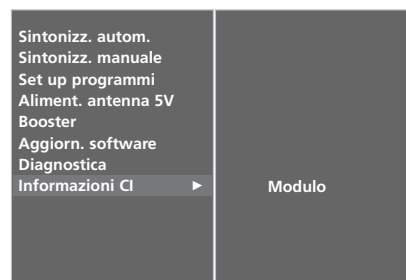 Sintonizz. autom.
Sintonizz. manuale
Set up programmi
Aliment. antenna 5V
Booster
Aggiorn. software
Diagnostica
Informazioni CI ►
Modulo